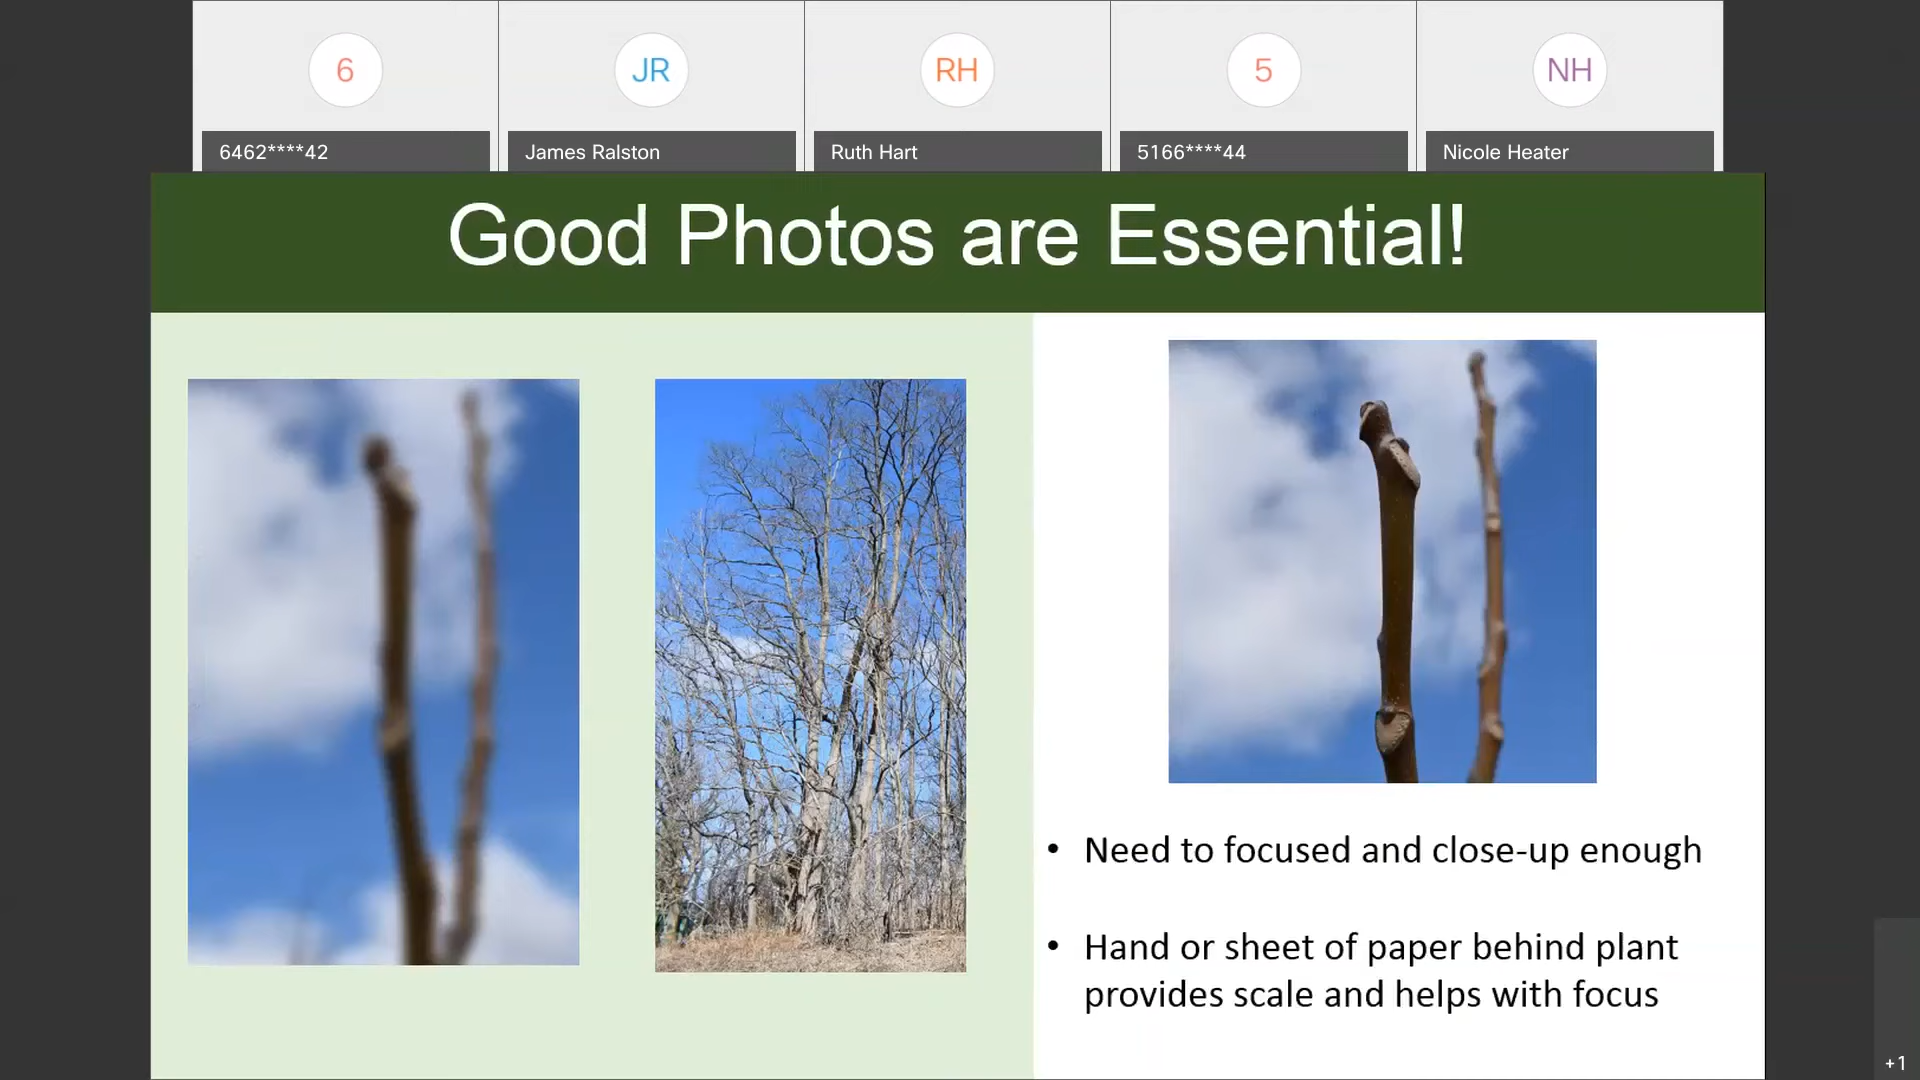 6
JR
RH
5
NH
6462****42
James Ralston
Ruth Hart
5166****44
Nicole Heater
Good Photos are Essential!
• Need to focused and close-up enough
• Hand or sheet of paper behind plant
provides scale and helps with focus
+1